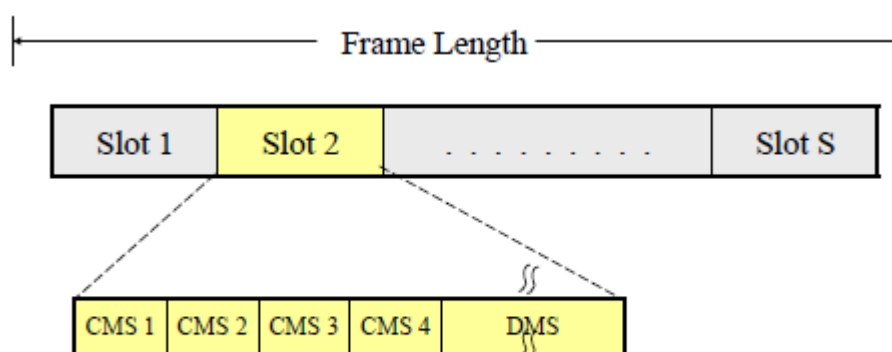 Frame Length
Slot 1 Slot 2 . . . . . . . . . Slot S
CMS 1 CMS 2 CMS 3 CMS 4 DMS